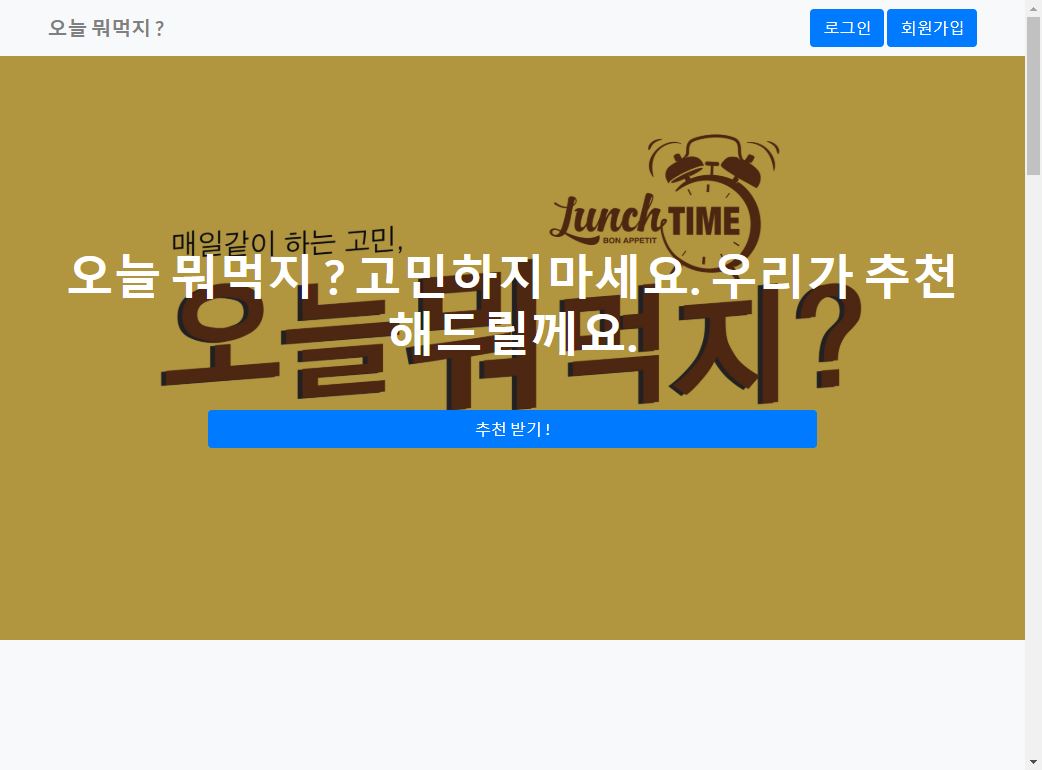 오늘 뭐먹지 ?
로그인
회원가입
Lunch TIME
BON APPETIT
매일같이 하는 고민,
오늘 뭐먹지 ? 고민하지마세요. 우리가 추천
해드릴께요.
오늘 뭐먹지?
추천 받기 !